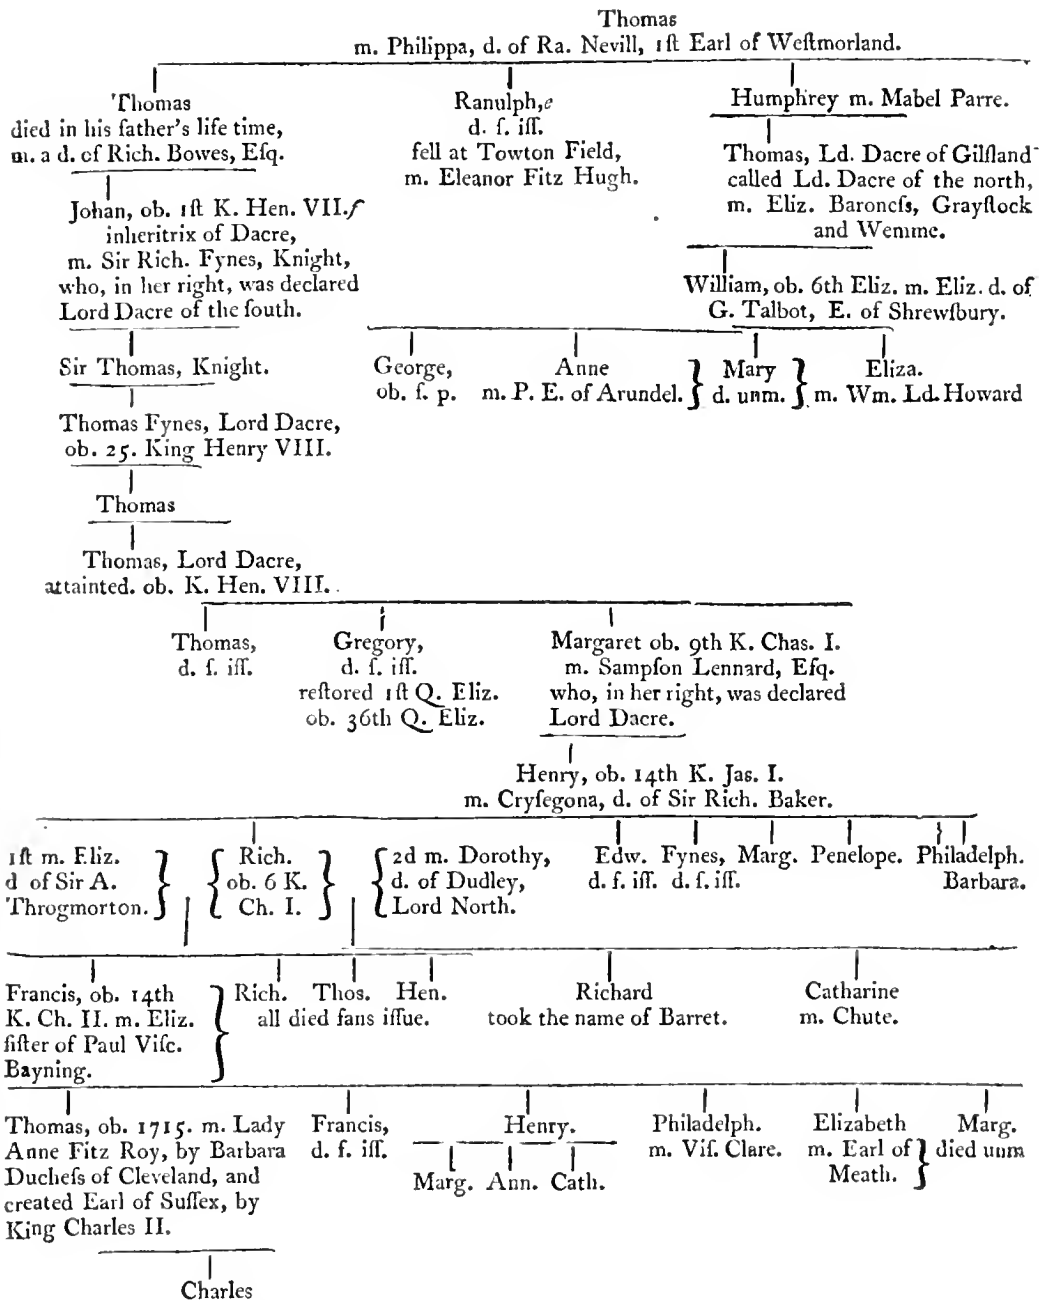 Thomas
m. Philippa, d. of Ra. Nevill, 1ſt Earl of Weſtmorland.
Thomas
died in his father's life time,
m. a d. of Rich. Bowes, Eſq.
Ranulph,e
d. ſ. iſſ.
fell at Towton Field,
m. Eleanor Fitz Hugh.
Humphrey m. Mabel Parre.
Thomas, Ld. Dacre of Gilſland
called Ld. Dacre of the north,
m. Eliz. Baroneſs, Grayſtock
and Wemme.
Johan, ob. 1ſt K. Hen. VII.f
inheritrix of Dacre,
m. Sir Rich. Fynes, Knight,
who, in her right, was declared
Lord Dacre of the ſouth.
William, ob. 6th Eliz. m. Eliz. d. of
G. Talbot, E. of Shrewſbury.
Sir Thomas, Knight.
George,
ob. ſ. p.
Anne
m. P. E. of Arundel.
Mary
d. unm.
Eliza.
m. Wm. Ld. Howard
Thomas Fynes, Lord Dacre,
ob. 25. King Henry VIII.
Thomas
Thomas, Lord Dacre,
attainted. ob. K. Hen. VIII.
Thomas,
d. ſ. iſſ.
Gregory,
d. ſ. iſſ.
reſtored 1ſt Q. Eliz.
ob. 36th Q. Eliz.
Margaret ob. 9th K. Chas. I.
m. Sampſon Lennard, Eſq.
who, in her right, was declared
Lord Dacre.
Henry, ob. 14th K. Jas. I.
m. Cryſegona, d. of Sir Rich. Baker.
1ſt m. Eliz.
d of Sir A.
Throgmorton.
Rich.
ob. 6 K.
Ch. I.
2d m. Dorothy,
d. of Dudley,
Lord North.
Edw.
d. ſ. iſſ.
Fynes,
d. ſ. iſſ.
Marg.
Penelope.
Philadelph.
Barbara.
Francis, ob. 14th
K. Ch. II. m. Eliz.
ſiſter of Paul Viſc.
Bayning.
Rich. Thos. Hen.
all died ſans iſſue.
Richard
took the name of Barret.
Catharine
m. Chute.
Thomas, ob. 1715. m. Lady
Anne Fitz Roy, by Barbara
Ducheſs of Cleveland, and
created Earl of Suſſex, by
King Charles II.
Francis,
d. ſ. iſſ.
Henry.
Marg. Ann. Cath.
Philadelph.
m. Viſ. Clare.
Elizabeth
m. Earl of
Meath.
Marg.
died unm
Charles